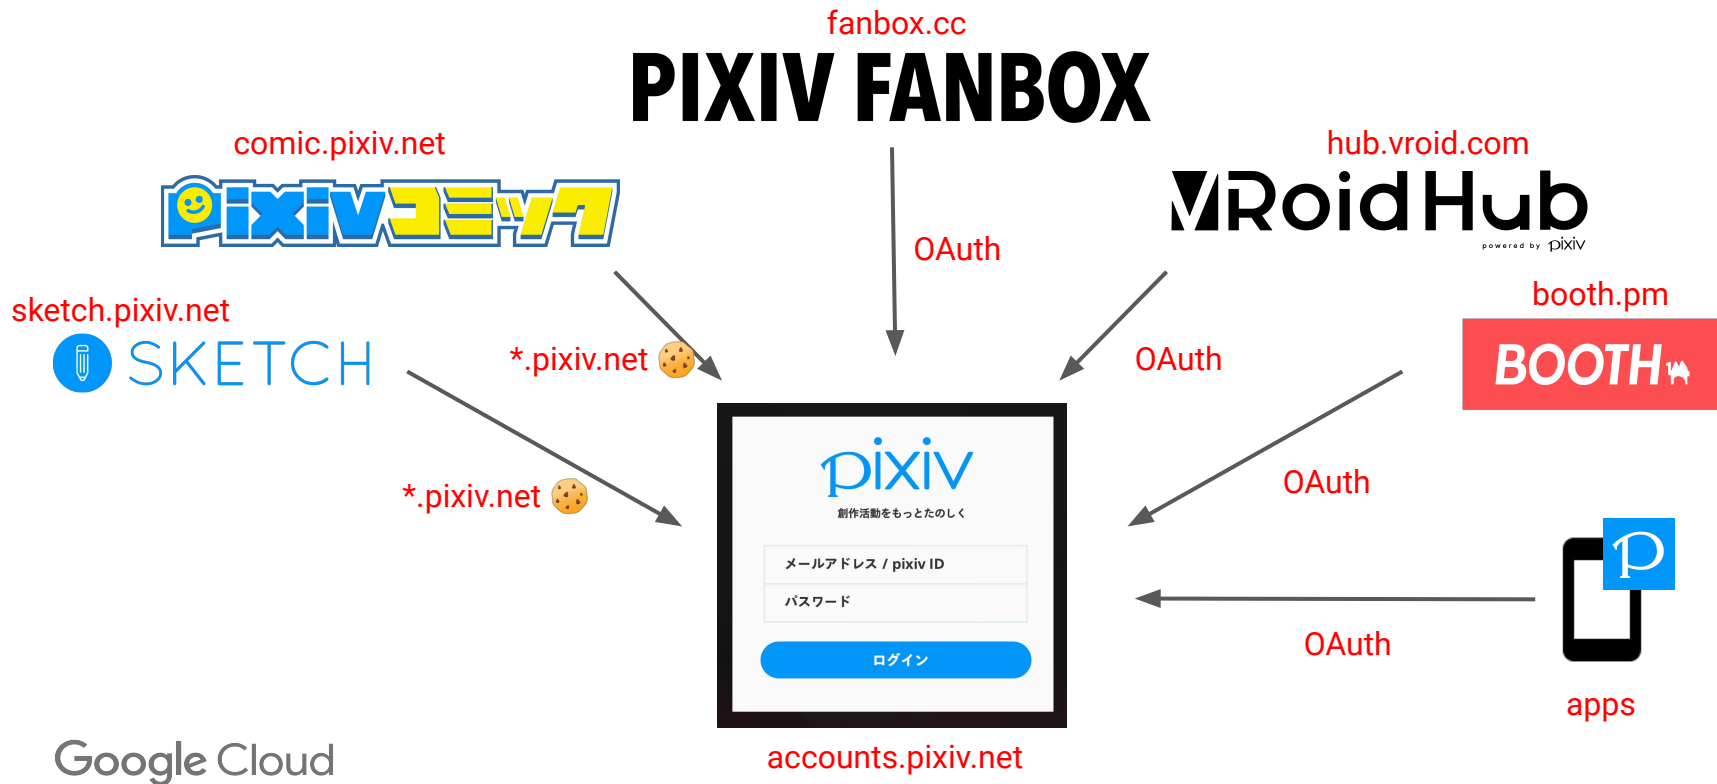 fanbox.cc
PIXIV FANBOX
comic.pixiv.net
pixivコミック
hub.vroid.com
VRoidHub
powered by pixiv
OAuth
sketch.pixiv.net
SKETCH
booth.pm
BOOTH
*.pixiv.net
OAuth
*.pixiv.net
OAuth
pixiv
創作活動をもっとたのしく
メールアドレス / pixiv ID
パスワード
ログイン
p
OAuth
apps
accounts.pixiv.net
Google Cloud